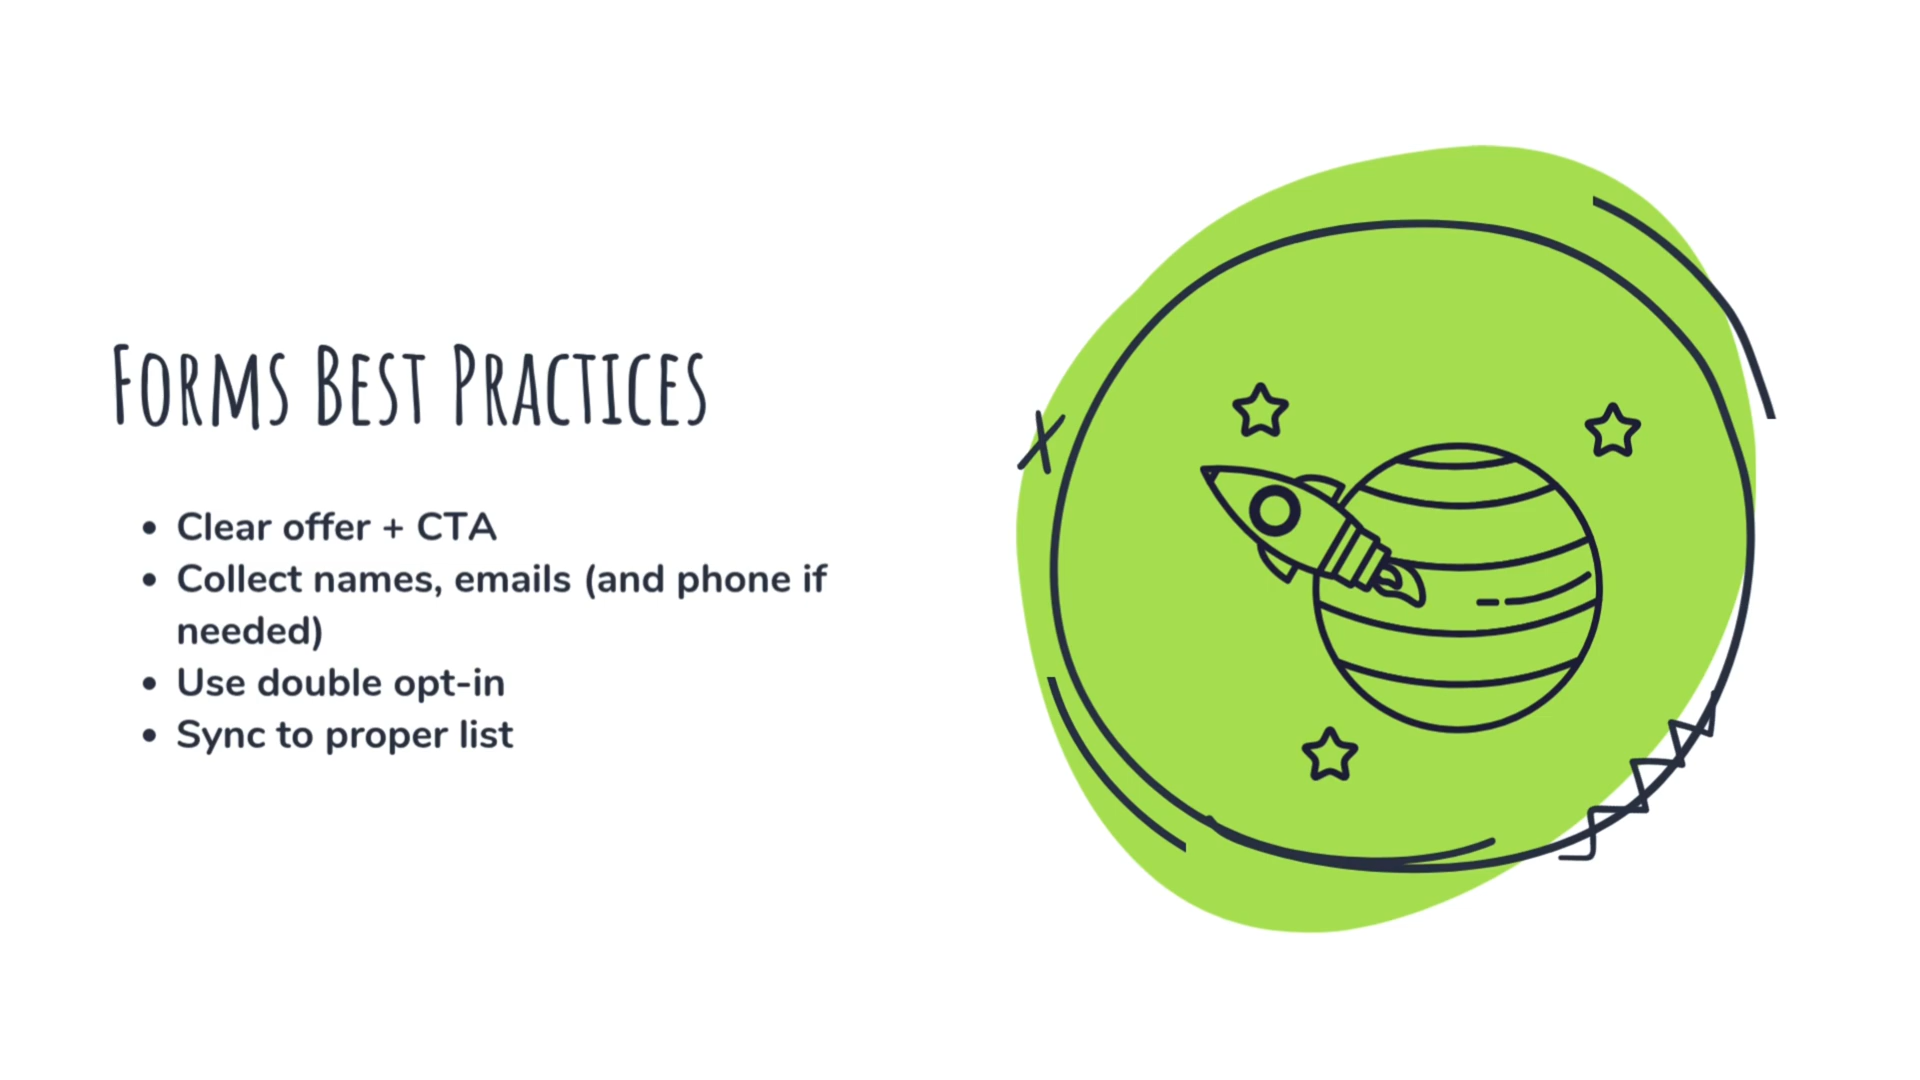 Forms Best Practices
• Clear offer + CTA
• Collect names, emails (and phone if
needed)
• Use double opt-in
• Sync to proper list